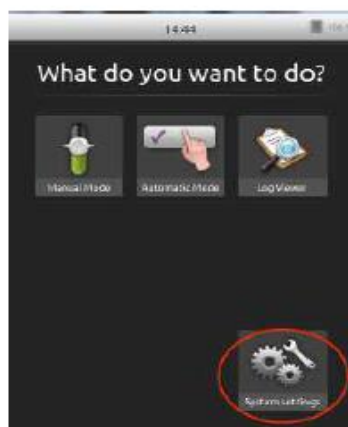 14:44
What do you want to do?
Manual Mode
Automatic Mode
Log Viewer
System settings